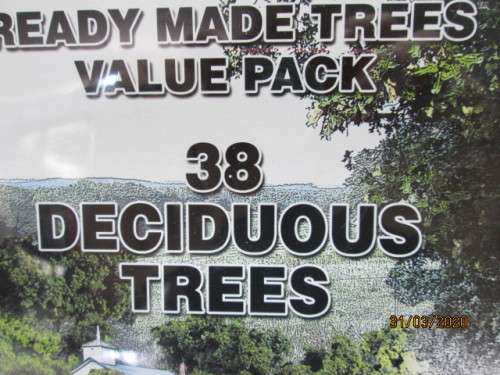 READY MADE TREES
VALUE PACK
38
DECIDUOUS
TREES
31/03/2020